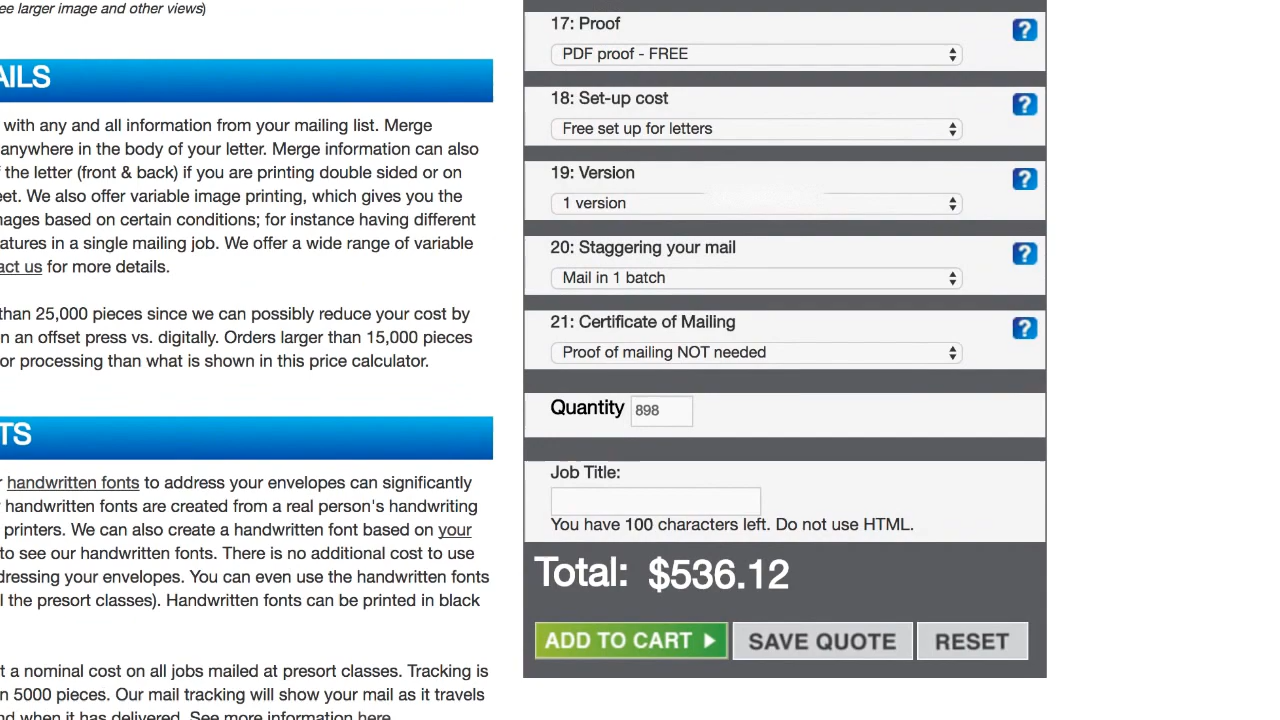 ee larger image and other views)
AILS
with any and all information from your mailing list. Merge
anywhere in the body of your letter. Merge information can also
f the letter (front & back) if you are printing double sided or on
eet. We also offer variable image printing, which gives you the
nages based on certain conditions; for instance having different
atures in a single mailing job. We offer a wide range of variable
act us for more details.
than 25,000 pieces since we can possibly reduce your cost by
n an offset press vs. digitally. Orders larger than 15,000 pieces
or processing than what is shown in this price calculator.
TS
r handwritten fonts to address your envelopes can significantly
r handwritten fonts are created from a real person's handwriting
printers. We can also create a handwritten font based on your
to see our handwritten fonts. There is no additional cost to use
dressing your envelopes. You can even use the handwritten fonts
l the presort classes). Handwritten fonts can be printed in black
t a nominal cost on all jobs mailed at presort classes. Tracking is
n 5000 pieces. Our mail tracking will show your mail as it travels
nd when it has delivered. See more information here
17: Proof
?
PDF proof - FREE
18: Set-up cost
?
Free set up for letters
19: Version
?
1 version
20: Staggering your mail
?
Mail in 1 batch
21: Certificate of Mailing
?
Proof of mailing NOT needed
Quantity 898
Job Title:
You have 100 characters left. Do not use HTML.
Total: $536.12
ADD TO CART SAVE QUOTE RESET